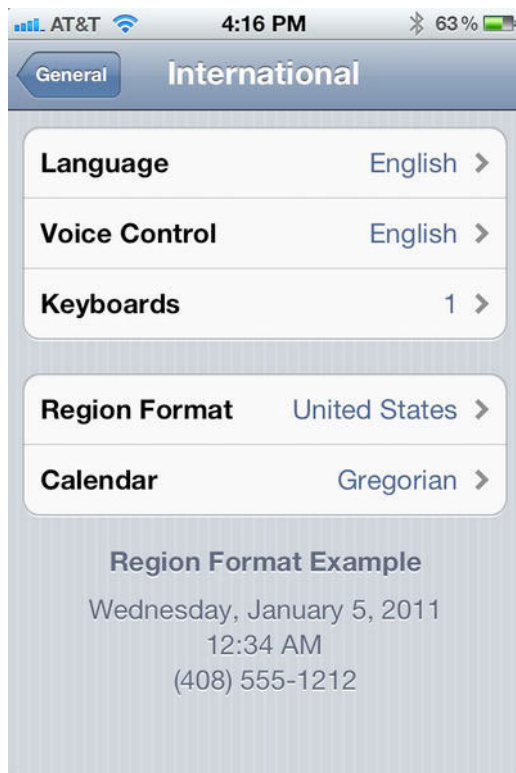 AT&T 4:16 PM 63%
General International
Language English
Voice Control English
Keyboards 1
Region Format United States
Calendar Gregorian
Region Format Example
Wednesday, January 5, 2011
12:34 AM
(408) 555-1212